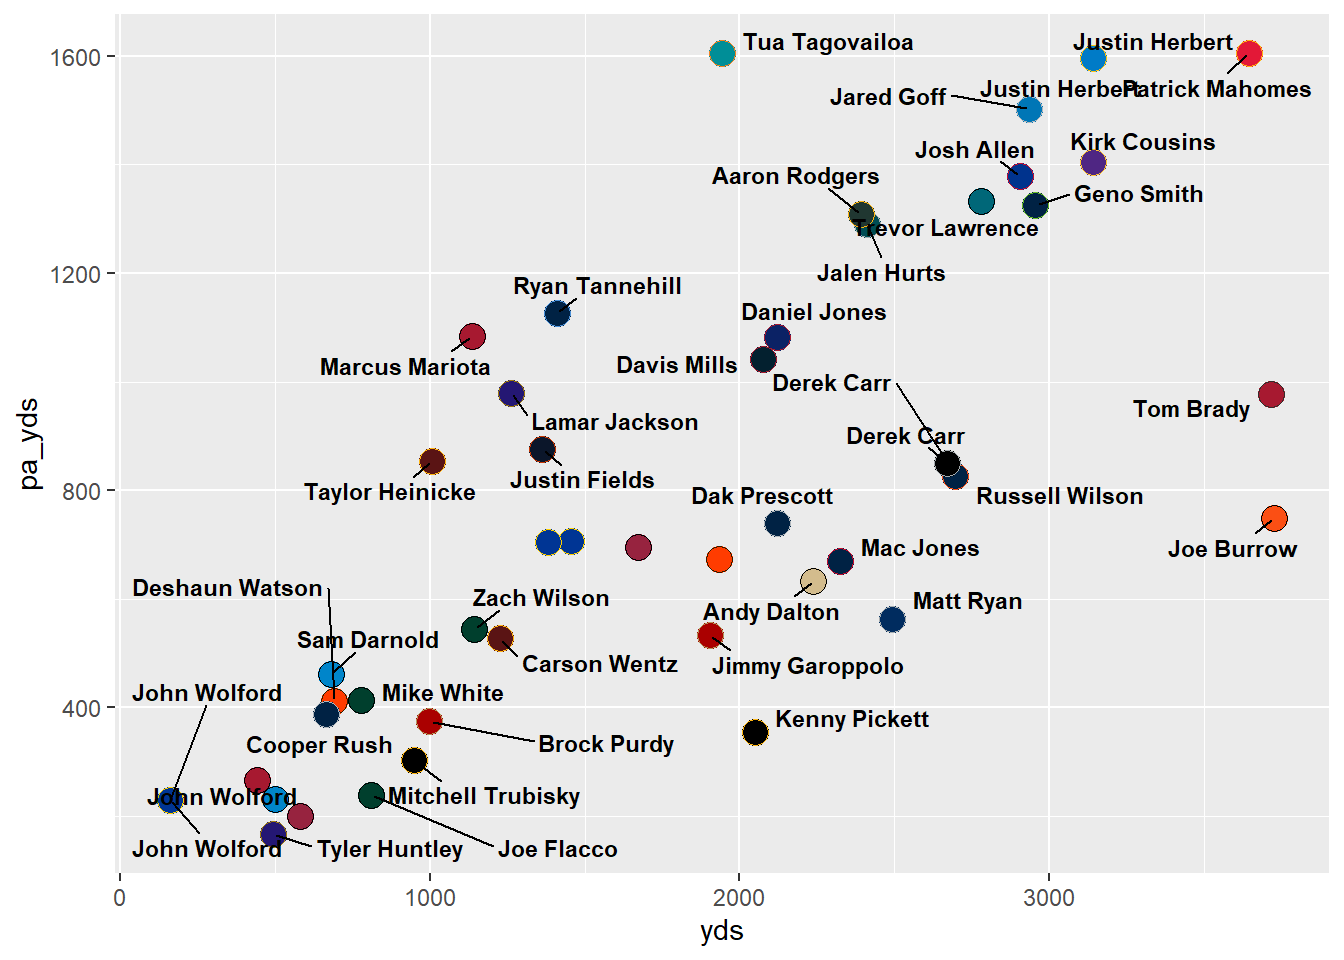 Tua Tagovailoa
Justin Herbert
1600
Justin Herbert
Patrick Mahomes
Jared Goff
Kirk Cousins
Josh Allen
Aaron Rodgers
Geno Smith
Trevor Lawrence
1200
Jalen Hurts
Ryan Tannehill
Daniel Jones
Marcus Mariota
Davis Mills
Derek Carr
Tom Brady
Lamar Jackson
Derek Carr
pa_yds
Justin Fields
800
Taylor Heinicke
Dak Prescott
Russell Wilson
Mac Jones
Joe Burrow
Deshaun Watson
Zach Wilson
Andy Dalton
Matt Ryan
Sam Darnold
Carson Wentz
Jimmy Garoppolo
John Wolford
Mike White
400
Kenny Pickett
Cooper Rush
Brock Purdy
John Wolford
Mitchell Trubisky
John Wolford
Tyler Huntley
Joe Flacco
0
1000
2000
3000
yds